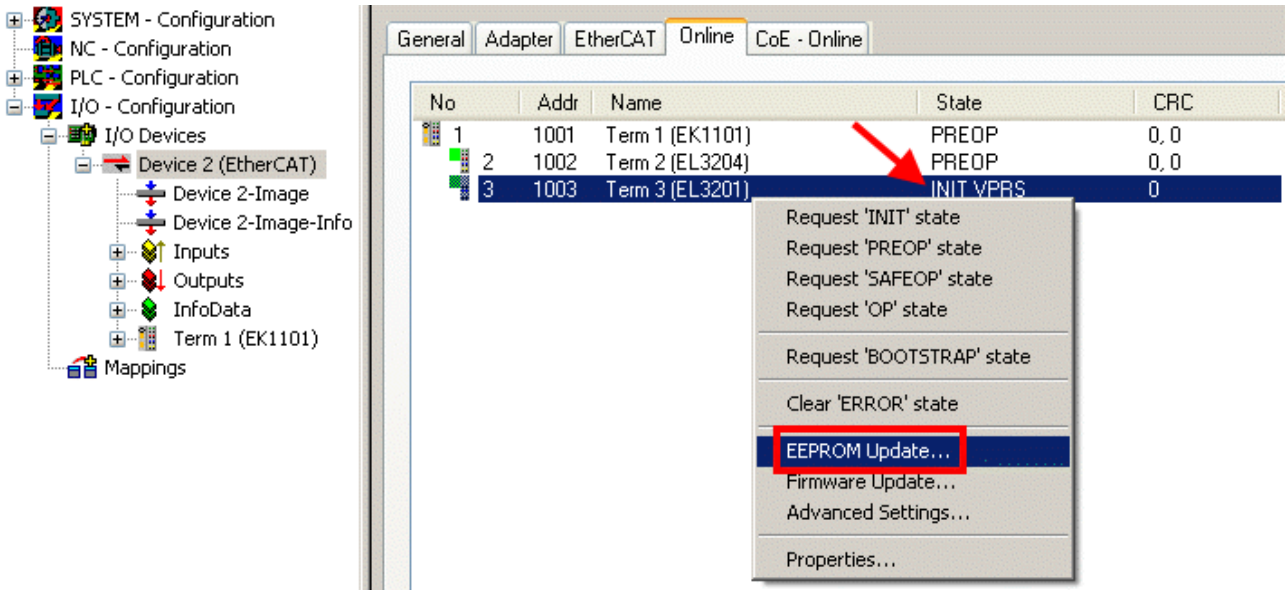 SYSTEM - Configuration
NC - Configuration
PLC - Configuration
I/O - Configuration
I/O Devices
Device 2 (EtherCAT)
Device 2-Image
Device 2-Image-Info
Inputs
Outputs
InfoData
Term 1 (EK1101)
Mappings
General Adapter EtherCAT Online CoE - Online
No Addr Name State CRC
1 1001 Term 1 (EK1101) PREOP 0, 0
2 1002 Term 2 (EL3204) PREOP 0, 0
3 1003 Term 3 (EL3201) INIT VPRS 0
Request 'INIT' state
Request 'PREOP' state
Request 'SAFEOP' state
Request 'OP' state
Request 'BOOTSTRAP' state
Clear 'ERROR' state
EEPROM Update...
Firmware Update...
Advanced Settings...
Properties...